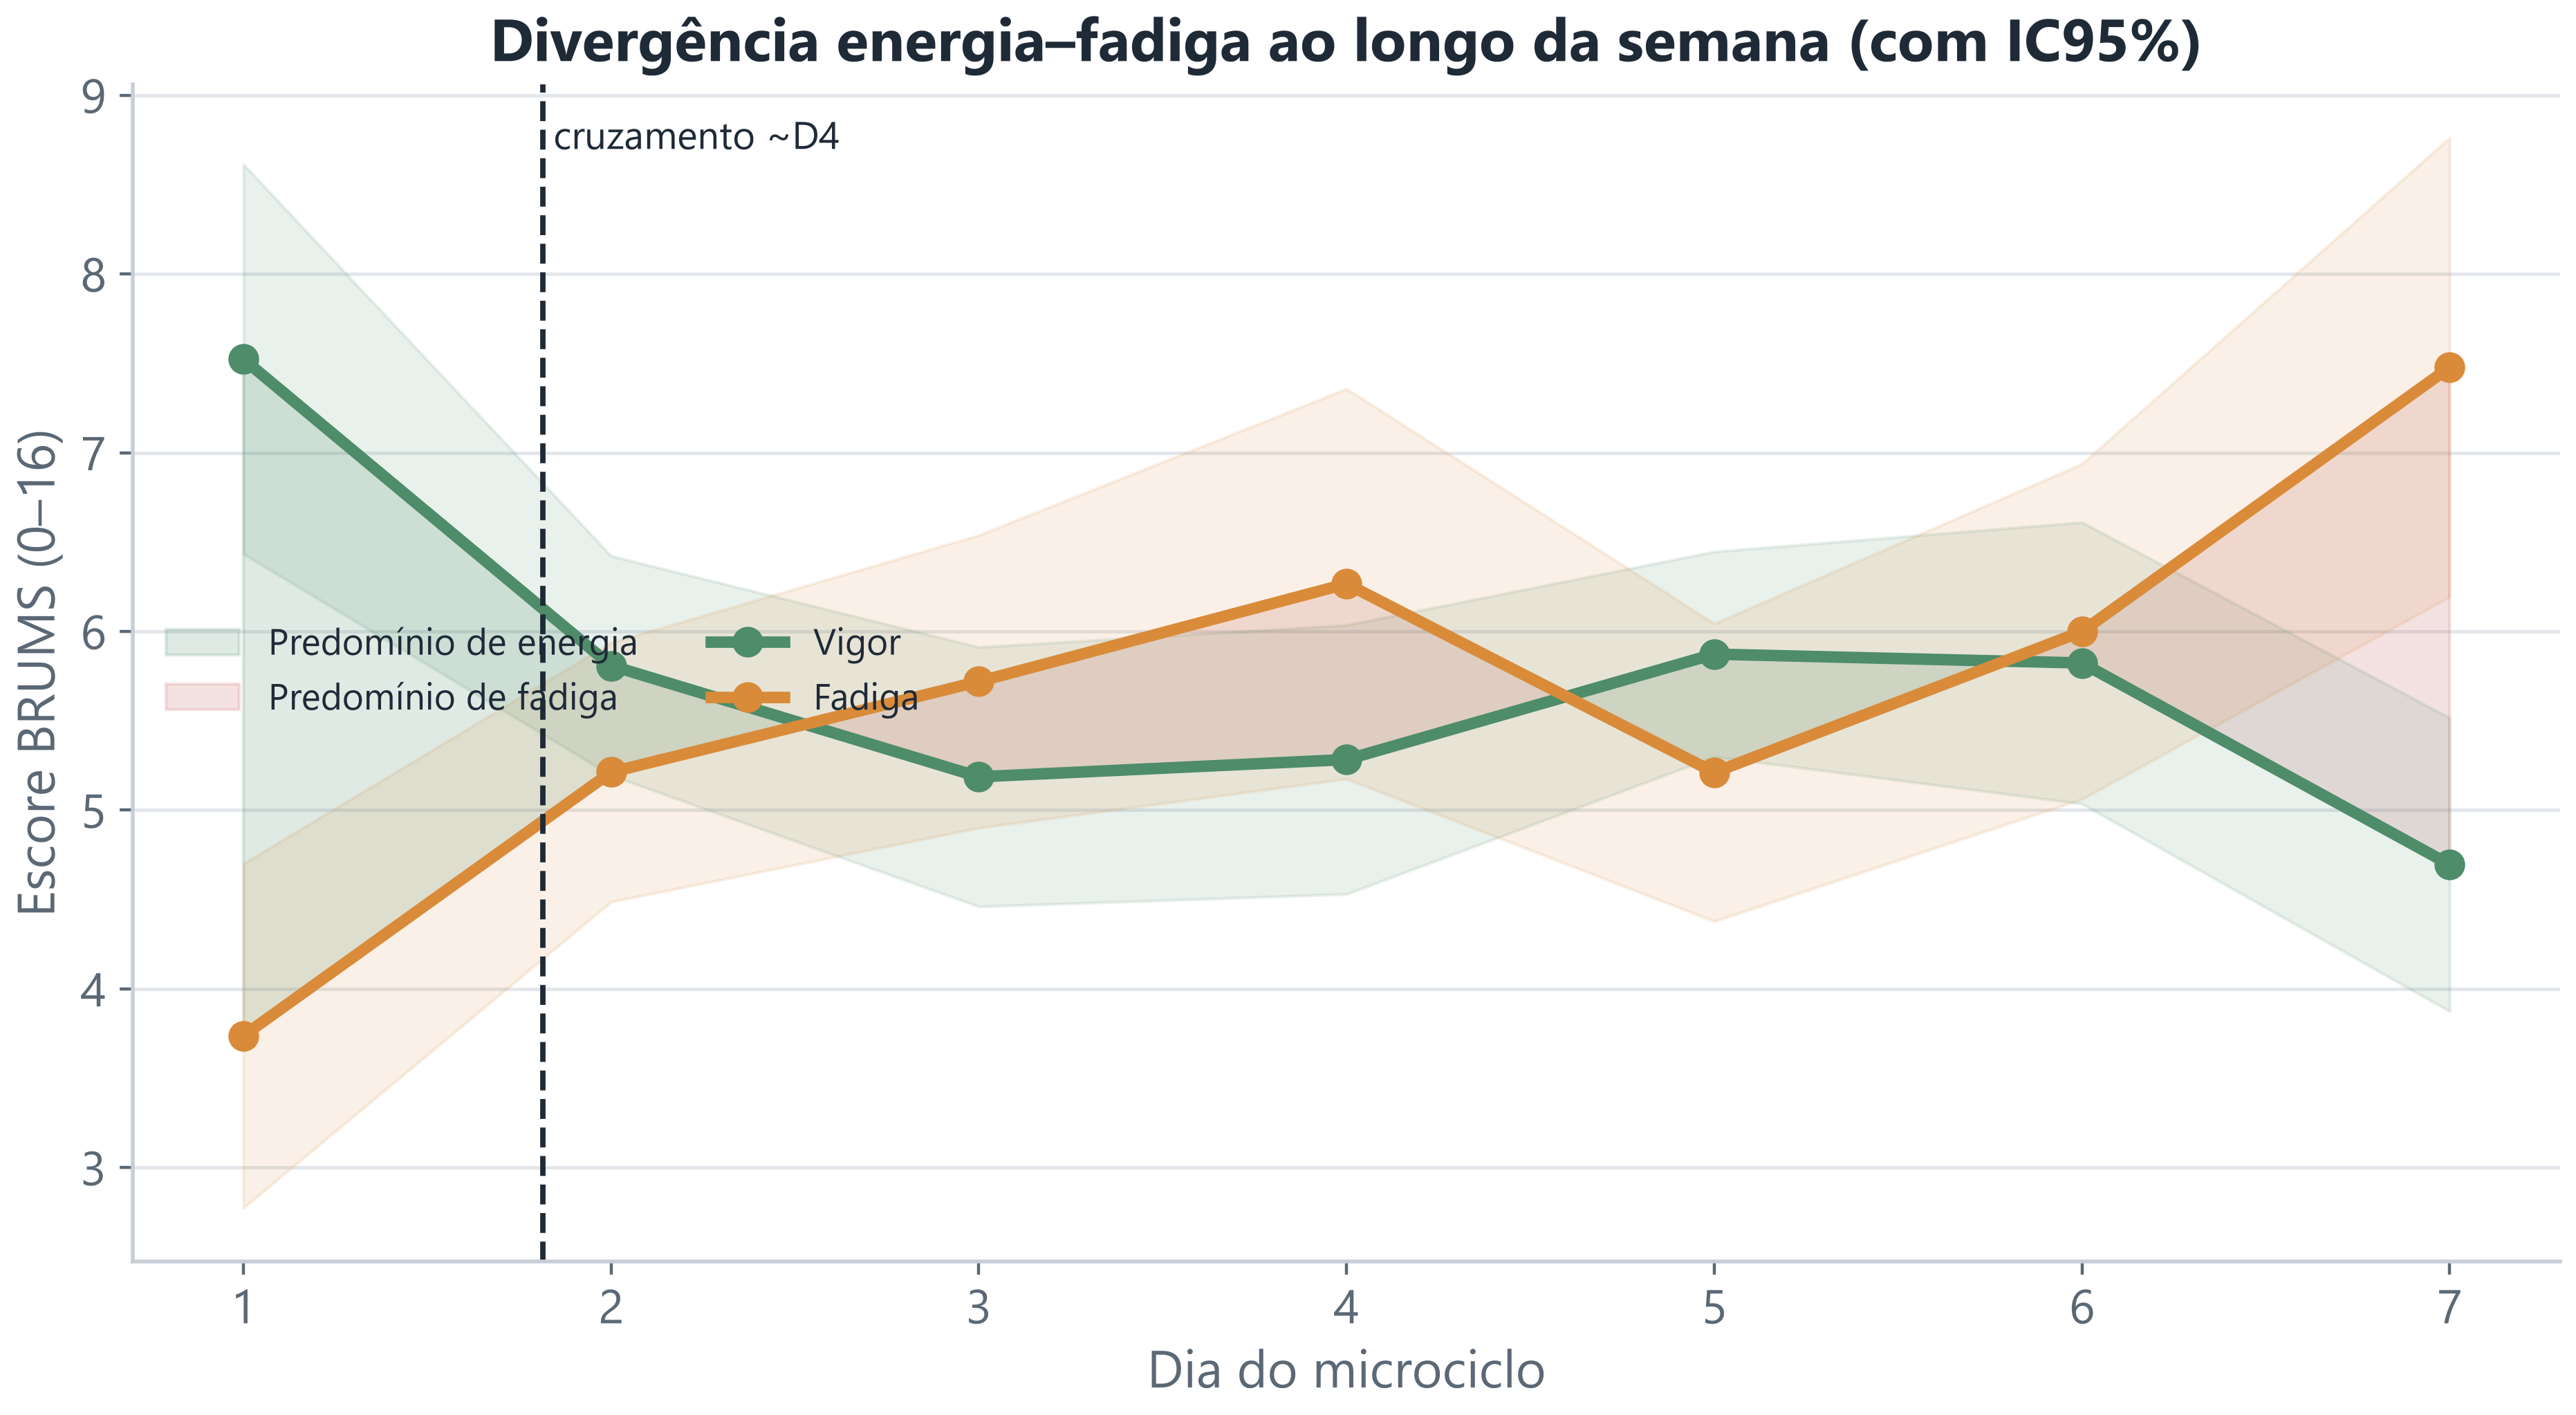 Divergência energia–fadiga ao longo da semana (com IC95%)
9
cruzamento ~D4
8
7
6
5
4
3
Escore BRUMS (0–16)
Predomínio de energia
Predomínio de fadiga
Vigor
Fadiga
1 2 3 4 5 6 7
Dia do microciclo